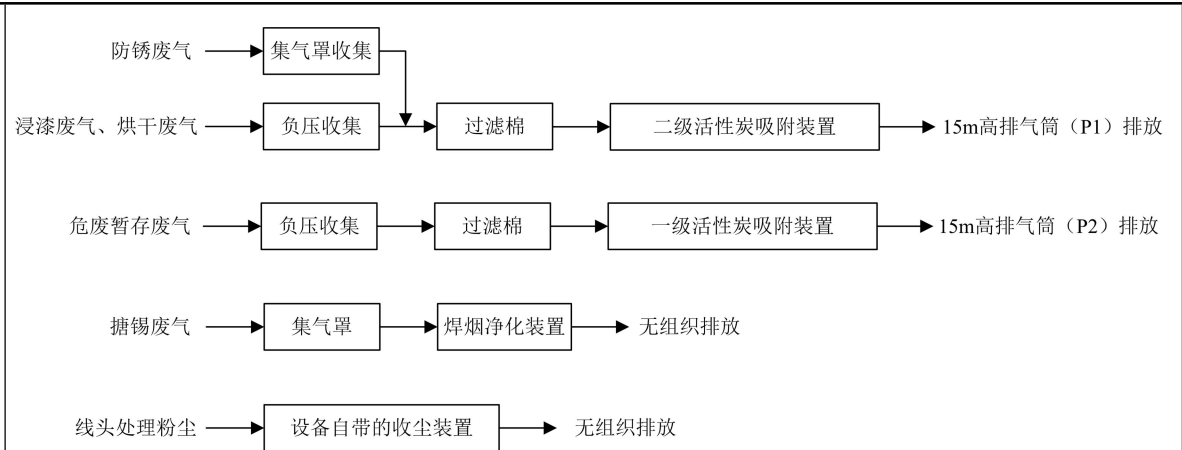 防锈废气 集气罩收集
浸漆废气、烘干废气 负压收集 过滤棉 二级活性炭吸附装置 15m高排气筒（P1）排放
危废暂存废气 负压收集 过滤棉 一级活性炭吸附装置 15m高排气筒（P2）排放
搪锡废气 集气罩 焊烟净化装置 无组织排放
线头处理粉尘 设备自带的收尘装置 无组织排放